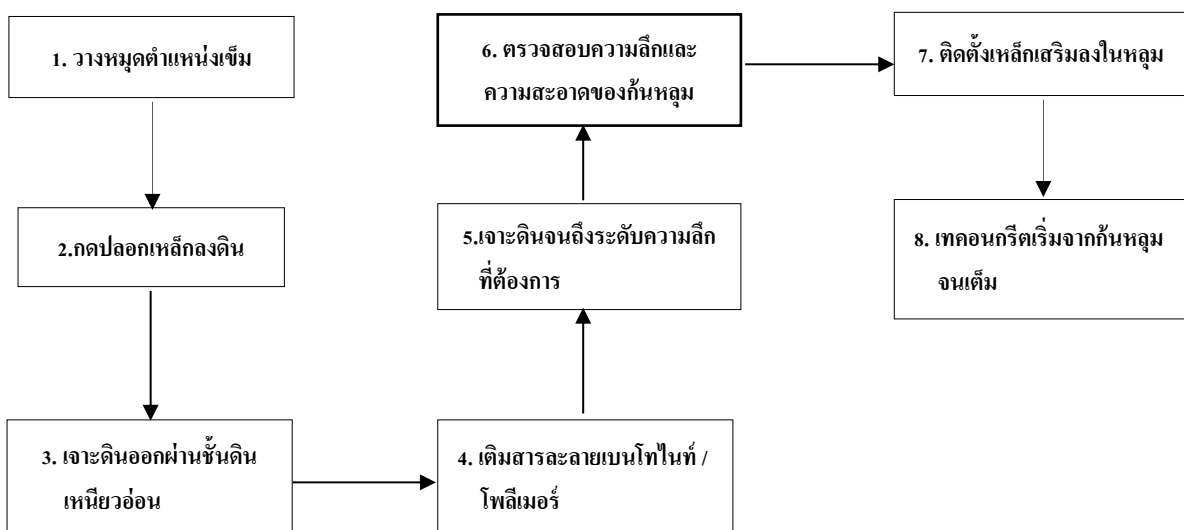 1. วางหมุดตำแหน่งเข็ม
2.กดปลอกเหล็กลงดิน
3. เจาะดินออกผ่านชั้นดิน
เหนียวอ่อน
4. เติมสารละลายเบนโทไนท์ /
โพลีเมอร์
5.เจาะดินจนถึงระดับความลึก
ที่ต้องการ
6. ตรวจสอบความลึกและ
ความสะอาดของก้นหลุม
7. ติดตั้งเหล็กเสริมลงในหลุม
8. เทคอนกรีตเริ่มจากก้นหลุม
จนเต็ม